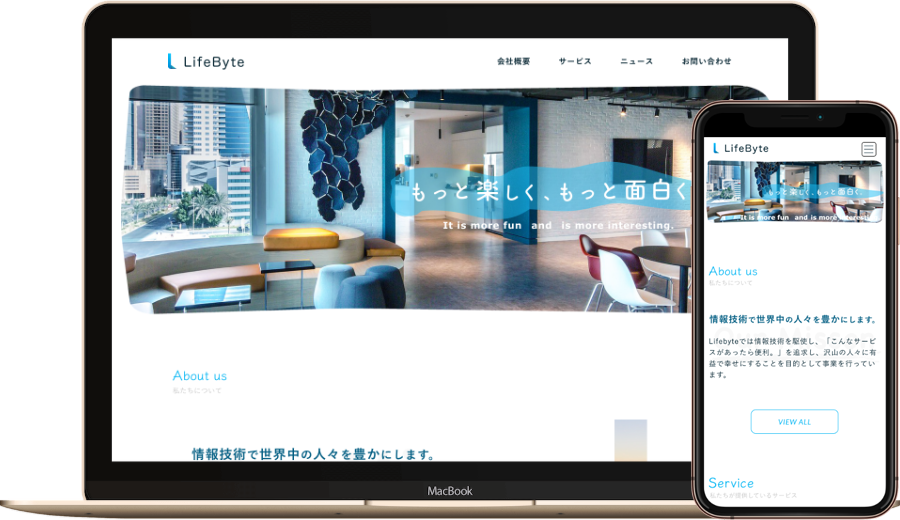 LifeByte
会社概要 サービス ニュース お問い合わせ
もっと楽しく、もっと面白く
It is more fun and is more interesting.
About us
私たちについて
情報技術で世界中の人々を豊かにします。
MacBook
LifeByte
もっと楽しく、もっと面白く、
It is more fun and is more interesting.
About us
私たちについて
情報技術で世界中の人々を豊かにします。
Lifebyteでは情報技術を駆使し、「こんなサービ
スがあったら便利。」を追求し、沢山の人々に有
益で幸せにすることを目的として事業を行ってい
ます。
VIEW ALL
Service
私たちが提供しているサービス